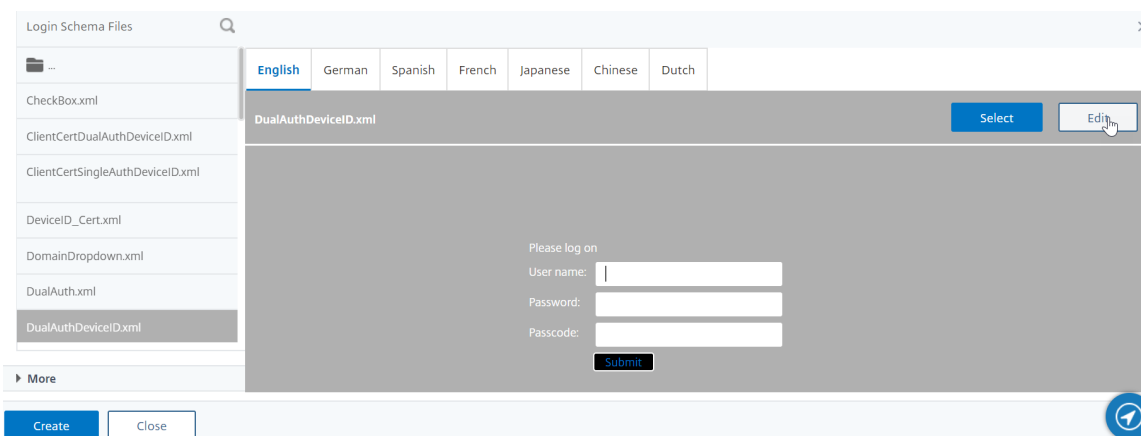 Login Schema Files
...
CheckBox.xml
ClientCertDualAuthDeviceID.xml
ClientCertSingleAuthDeviceID.xml
DeviceID_Cert.xml
DomainDropdown.xml
DualAuth.xml
DualAuthDeviceID.xml
More
English German Spanish French Japanese Chinese Dutch
DualAuthDeviceID.xml Select Edit
Please log on
User name:
Password:
Passcode:
Submit
Create Close